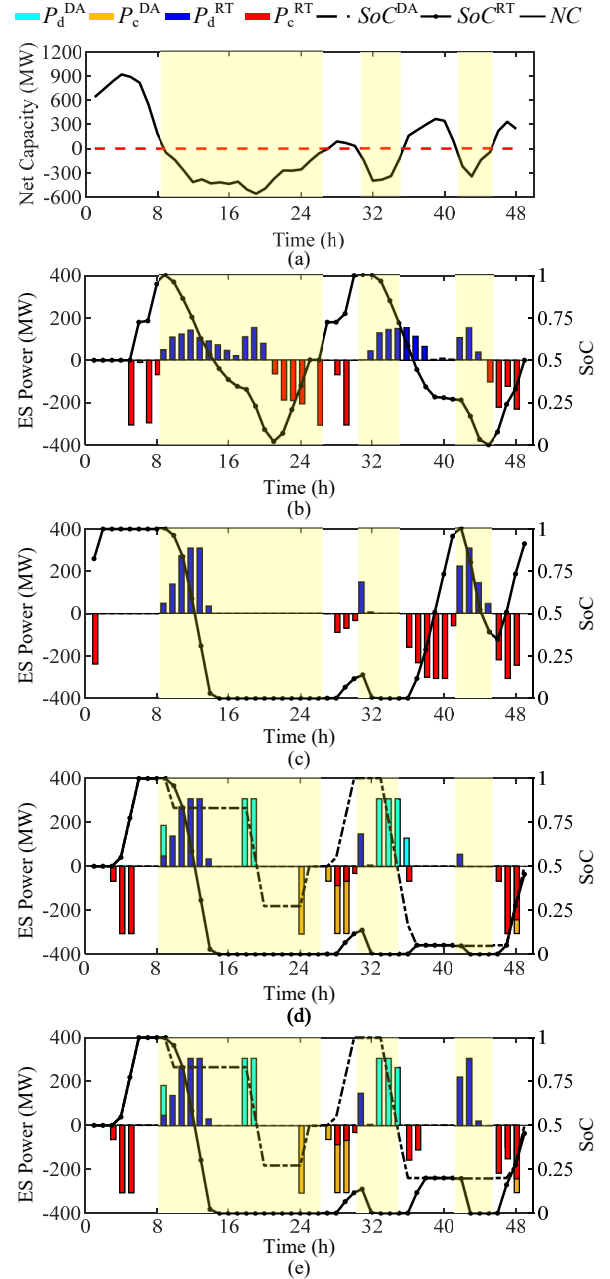 P_d^DA P_c^DA P_d^RT P_c^RT SoC^DA SoC^RT NC
1200
900
600
300
0
-300
-600
Net Capacity (MW)
0 8 16 24 32 40 48
Time (h)
(a)
400 1
200 0.75
0 0.5
-200 0.25
-400 0
ES Power (MW) SoC
0 8 16 24 32 40 48
Time (h)
(b)
400 1
200 0.75
0 0.5
-200 0.25
-400 0
ES Power (MW) SoC
0 8 16 24 32 40 48
Time (h)
(c)
400 1
200 0.75
0 0.5
-200 0.25
-400 0
ES Power (MW) SoC
0 8 16 24 32 40 48
Time (h)
(d)
400 1
200 0.8
0 0.6
-200 0.4
-400 0.2
0
ES Power (MW) SoC
0 8 16 24 32 40 48
Time (h)
(e)